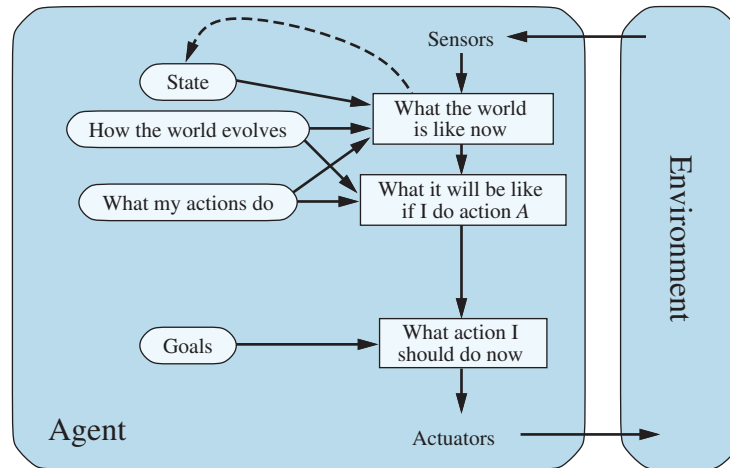 Sensors
State
What the world
is like now
How the world evolves
What my actions do
What it will be like
if I do action A
Goals
What action I
should do now
Agent
Actuators
Environment